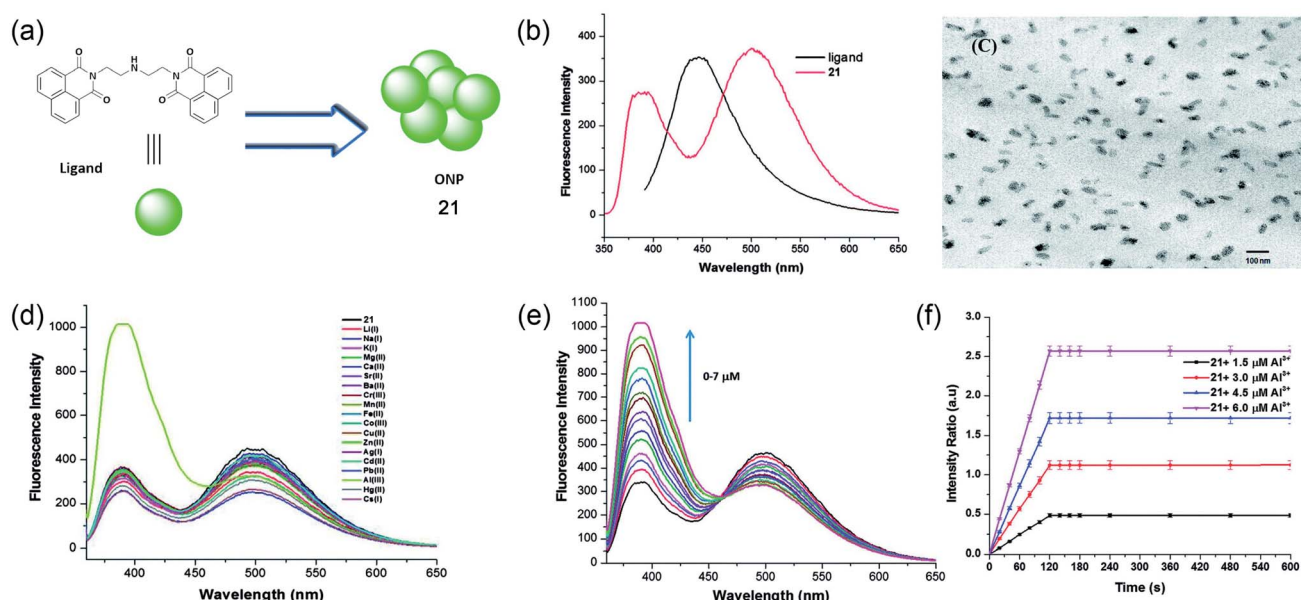 (a)
O
N
O
H
N
O
N
O
Ligand
ONP
21
(b)
Fluorescence Intensity
400
300
200
100
0
350 400 450 500 550 600 650
Wavelength (nm)
ligand
21
(C)
100 nm
(d)
Fluorescence Intensity
1000
900
800
700
600
500
400
300
200
100
0
400 450 500 550 600 650
Wavelength (nm)
21
Li(I)
Na(I)
K(I)
Mg(II)
Ca(II)
Sr(II)
Ba(II)
Cr(III)
Mn(II)
Fe(II)
Co(III)
Cu(II)
Zn(II)
Ag(I)
Cd(II)
Pb(II)
Al(III)
Hg(II)
Cs(I)
(e)
Fluorescence Intensity
1100
1000
900
800
700
600
500
400
300
200
100
0
400 450 500 550 600 650
Wavelength (nm)
0-7 μM
(f)
Intensity Ratio (a.u)
3.0
2.5
2.0
1.5
1.0
0.5
0.0
0 60 120 180 240 300 360 420 480 540 600
Time (s)
21+ 1.5 μM Al³⁺
21+ 3.0 μM Al³⁺
21+ 4.5 μM Al³⁺
21+ 6.0 μM Al³⁺